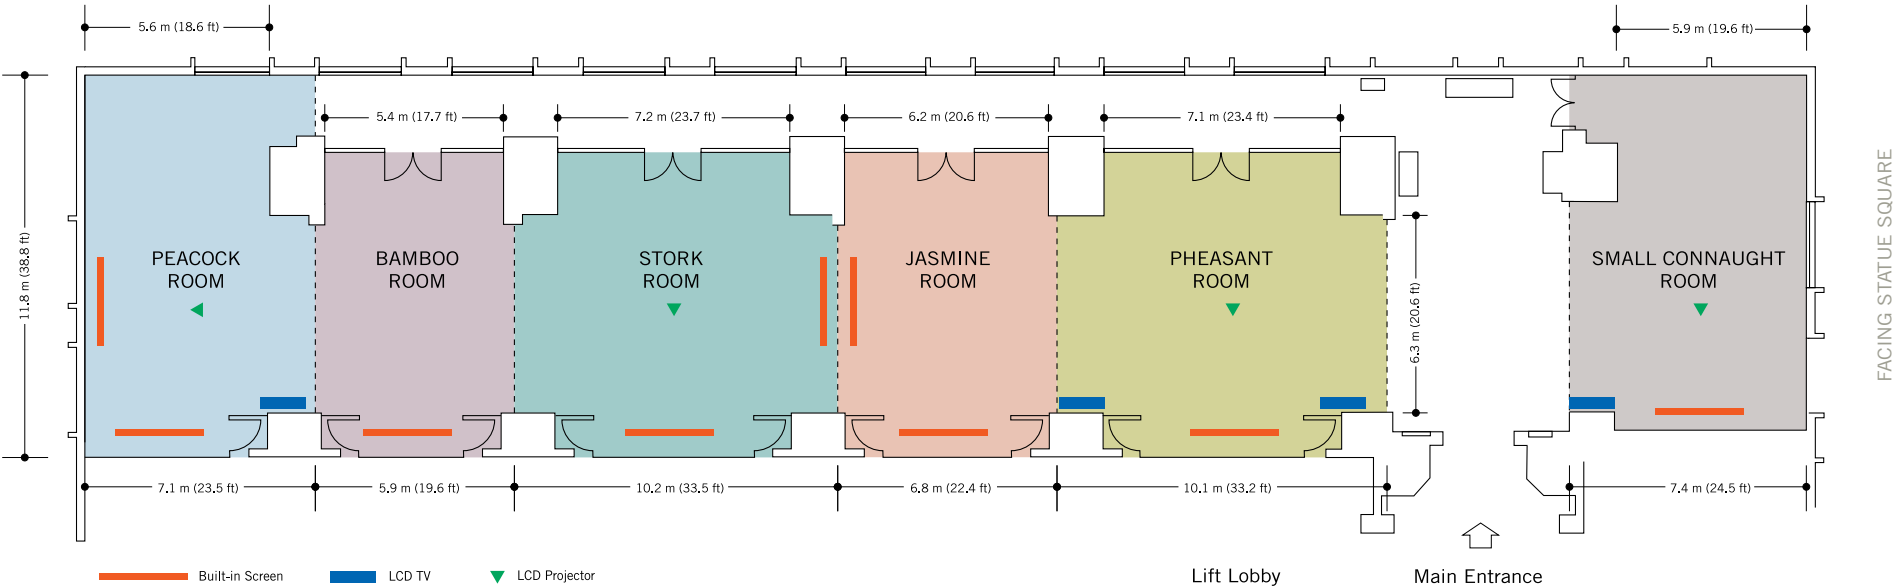 5.6 m (18.6 ft)
5.9 m (19.6 ft)
5.4 m (17.7 ft)
7.2 m (23.7 ft)
6.2 m (20.6 ft)
7.1 m (23.4 ft)
11.8 m (38.8 ft)
PEACOCK
ROOM
BAMBOO
ROOM
STORK
ROOM
JASMINE
ROOM
PHEASANT
ROOM
6.3 m (20.6 ft)
SMALL CONNAUGHT
ROOM
FACING STATUE SQUARE
7.1 m (23.5 ft)
5.9 m (19.6 ft)
10.2 m (33.5 ft)
6.8 m (22.4 ft)
10.1 m (33.2 ft)
7.4 m (24.5 ft)
Built-in Screen
LCD TV
LCD Projector
Lift Lobby
Main Entrance